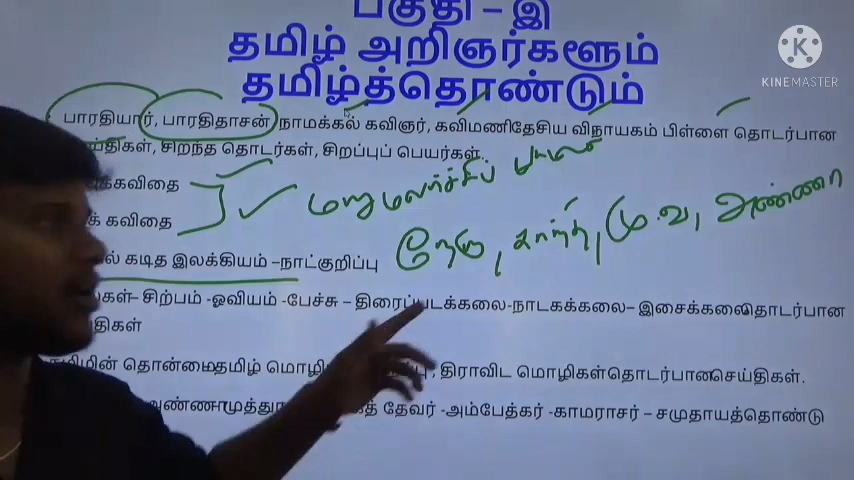 பகுதி – இ
தமிழ் அறிஞர்களும்
தமிழ்த்தொண்டும்
K
KINEMASTER
பாரதியார், பாரதிதாசன் நாமக்கல் கவிஞர், கவிமணிதேசிய விநாயகம் பிள்ளை தொடர்பான
சிறந்த தொடர்கள், சிறப்புப் பெயர்கள்.
கவிதை
மறுமலர்ச்சிப் பாடல்
கவிதை
கடித இலக்கியம் –நாட்குறிப்பு
நேரு, காந்தி, மு.வ, அண்ணா
சிற்பம் -ஓவியம் -பேச்சு – திரைப்படக்கலை-நாடகக்கலை– இசைக்கலைதொடர்பான
தொன்மைதமிழ் திராவிட மொழிகள்தொடர்பானசெய்திகள்.
தேவர் -அம்பேத்கர் -காமராசர் – சமுதாயத்தொண்டு